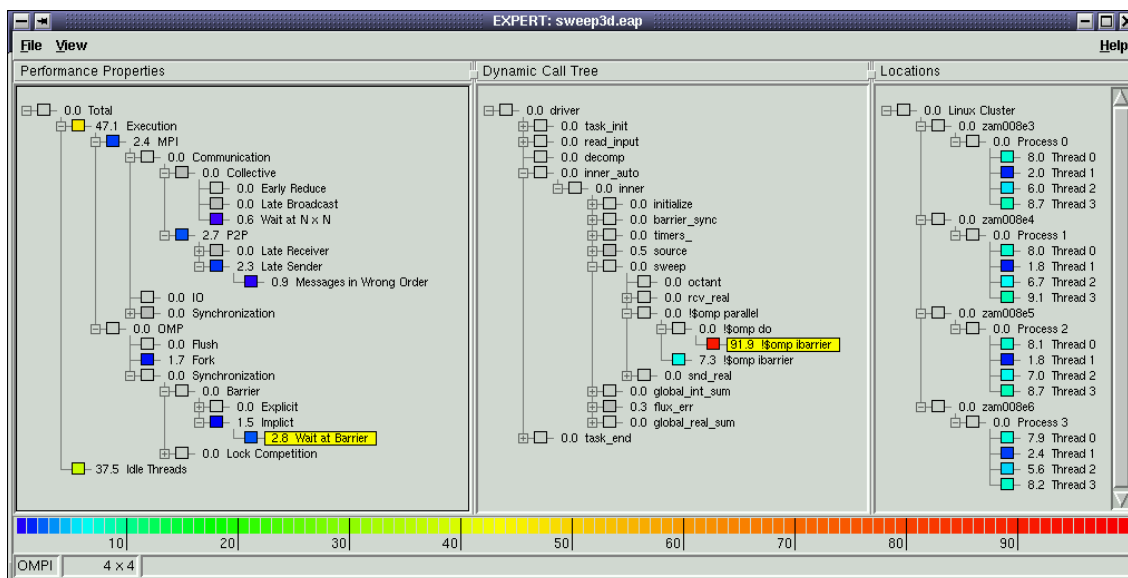 EXPERT: sweep3d.eap
File View Help
Performance Properties
0.0 Total
47.1 Execution
2.4 MPI
0.0 Communication
0.0 Collective
0.0 Early Reduce
0.0 Late Broadcast
0.6 Wait at N x N
2.7 P2P
0.0 Late Receiver
2.3 Late Sender
0.9 Messages in Wrong Order
0.0 IO
0.0 Synchronization
0.0 OMP
0.0 Flush
1.7 Fork
0.0 Synchronization
0.0 Barrier
0.0 Explicit
1.5 Implict
2.8 Wait at Barrier
0.0 Lock Competition
37.5 Idle Threads
Dynamic Call Tree
0.0 driver
0.0 task_init
0.0 read_input
0.0 decomp
0.0 inner_auto
0.0 inner
0.0 initialize
0.0 barrier_sync
0.0 timers_
0.5 source
0.0 sweep
0.0 octant
0.0 rcv_real
0.0 !$omp parallel
0.0 !$omp do
91.9 !$omp ibarrier
7.3 !$omp ibarrier
0.0 snd_real
0.0 global_int_sum
0.3 flux_err
0.0 global_real_sum
0.0 task_end
Locations
0.0 Linux Cluster
0.0 zam008e3
0.0 Process 0
8.0 Thread 0
2.0 Thread 1
6.0 Thread 2
8.7 Thread 3
0.0 zam008e4
0.0 Process 1
8.0 Thread 0
1.8 Thread 1
6.7 Thread 2
9.1 Thread 3
0.0 zam008e5
0.0 Process 2
8.1 Thread 0
1.8 Thread 1
7.0 Thread 2
8.7 Thread 3
0.0 zam008e6
0.0 Process 3
7.9 Thread 0
2.4 Thread 1
5.6 Thread 2
8.2 Thread 3
10 20 30 40 50 60 70 80 90
OMPI 4 x 4